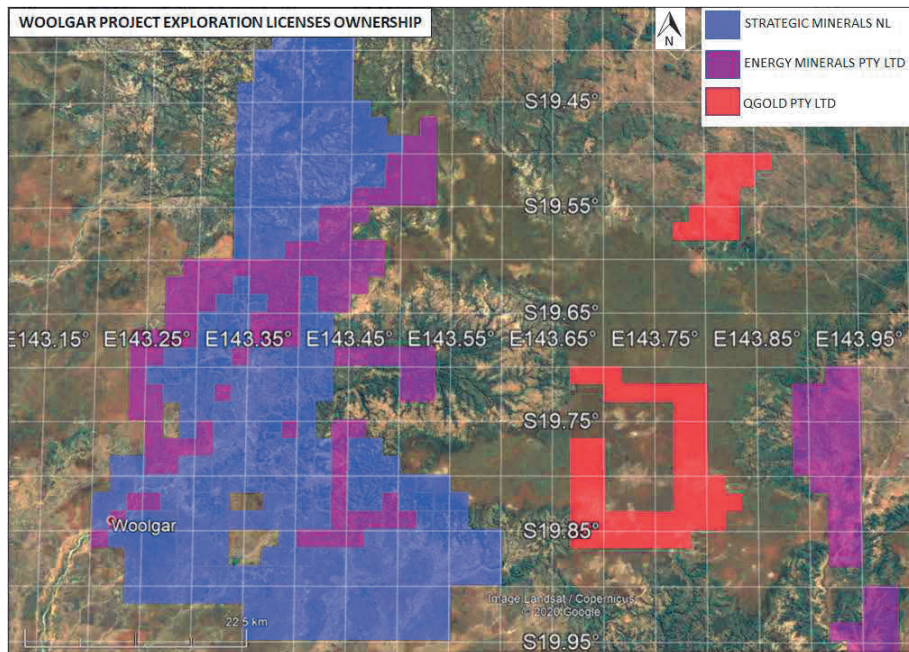 WOOLGAR PROJECT EXPLORATION LICENSES OWNERSHIP
N
STRATEGIC MINERALS NL
ENERGY MINERALS PTY LTD
QGOLD PTY LTD
S19.45°
S19.55°
S19.65°
E143.15° E143.25° E143.35° E143.45° E143.55° E143.65° E143.75° E143.85° E143.95°
S19.75°
S19.85°
Woolgar
Image Landsat / Copernicus
© 2020 Google
22.5 km
S19.95°